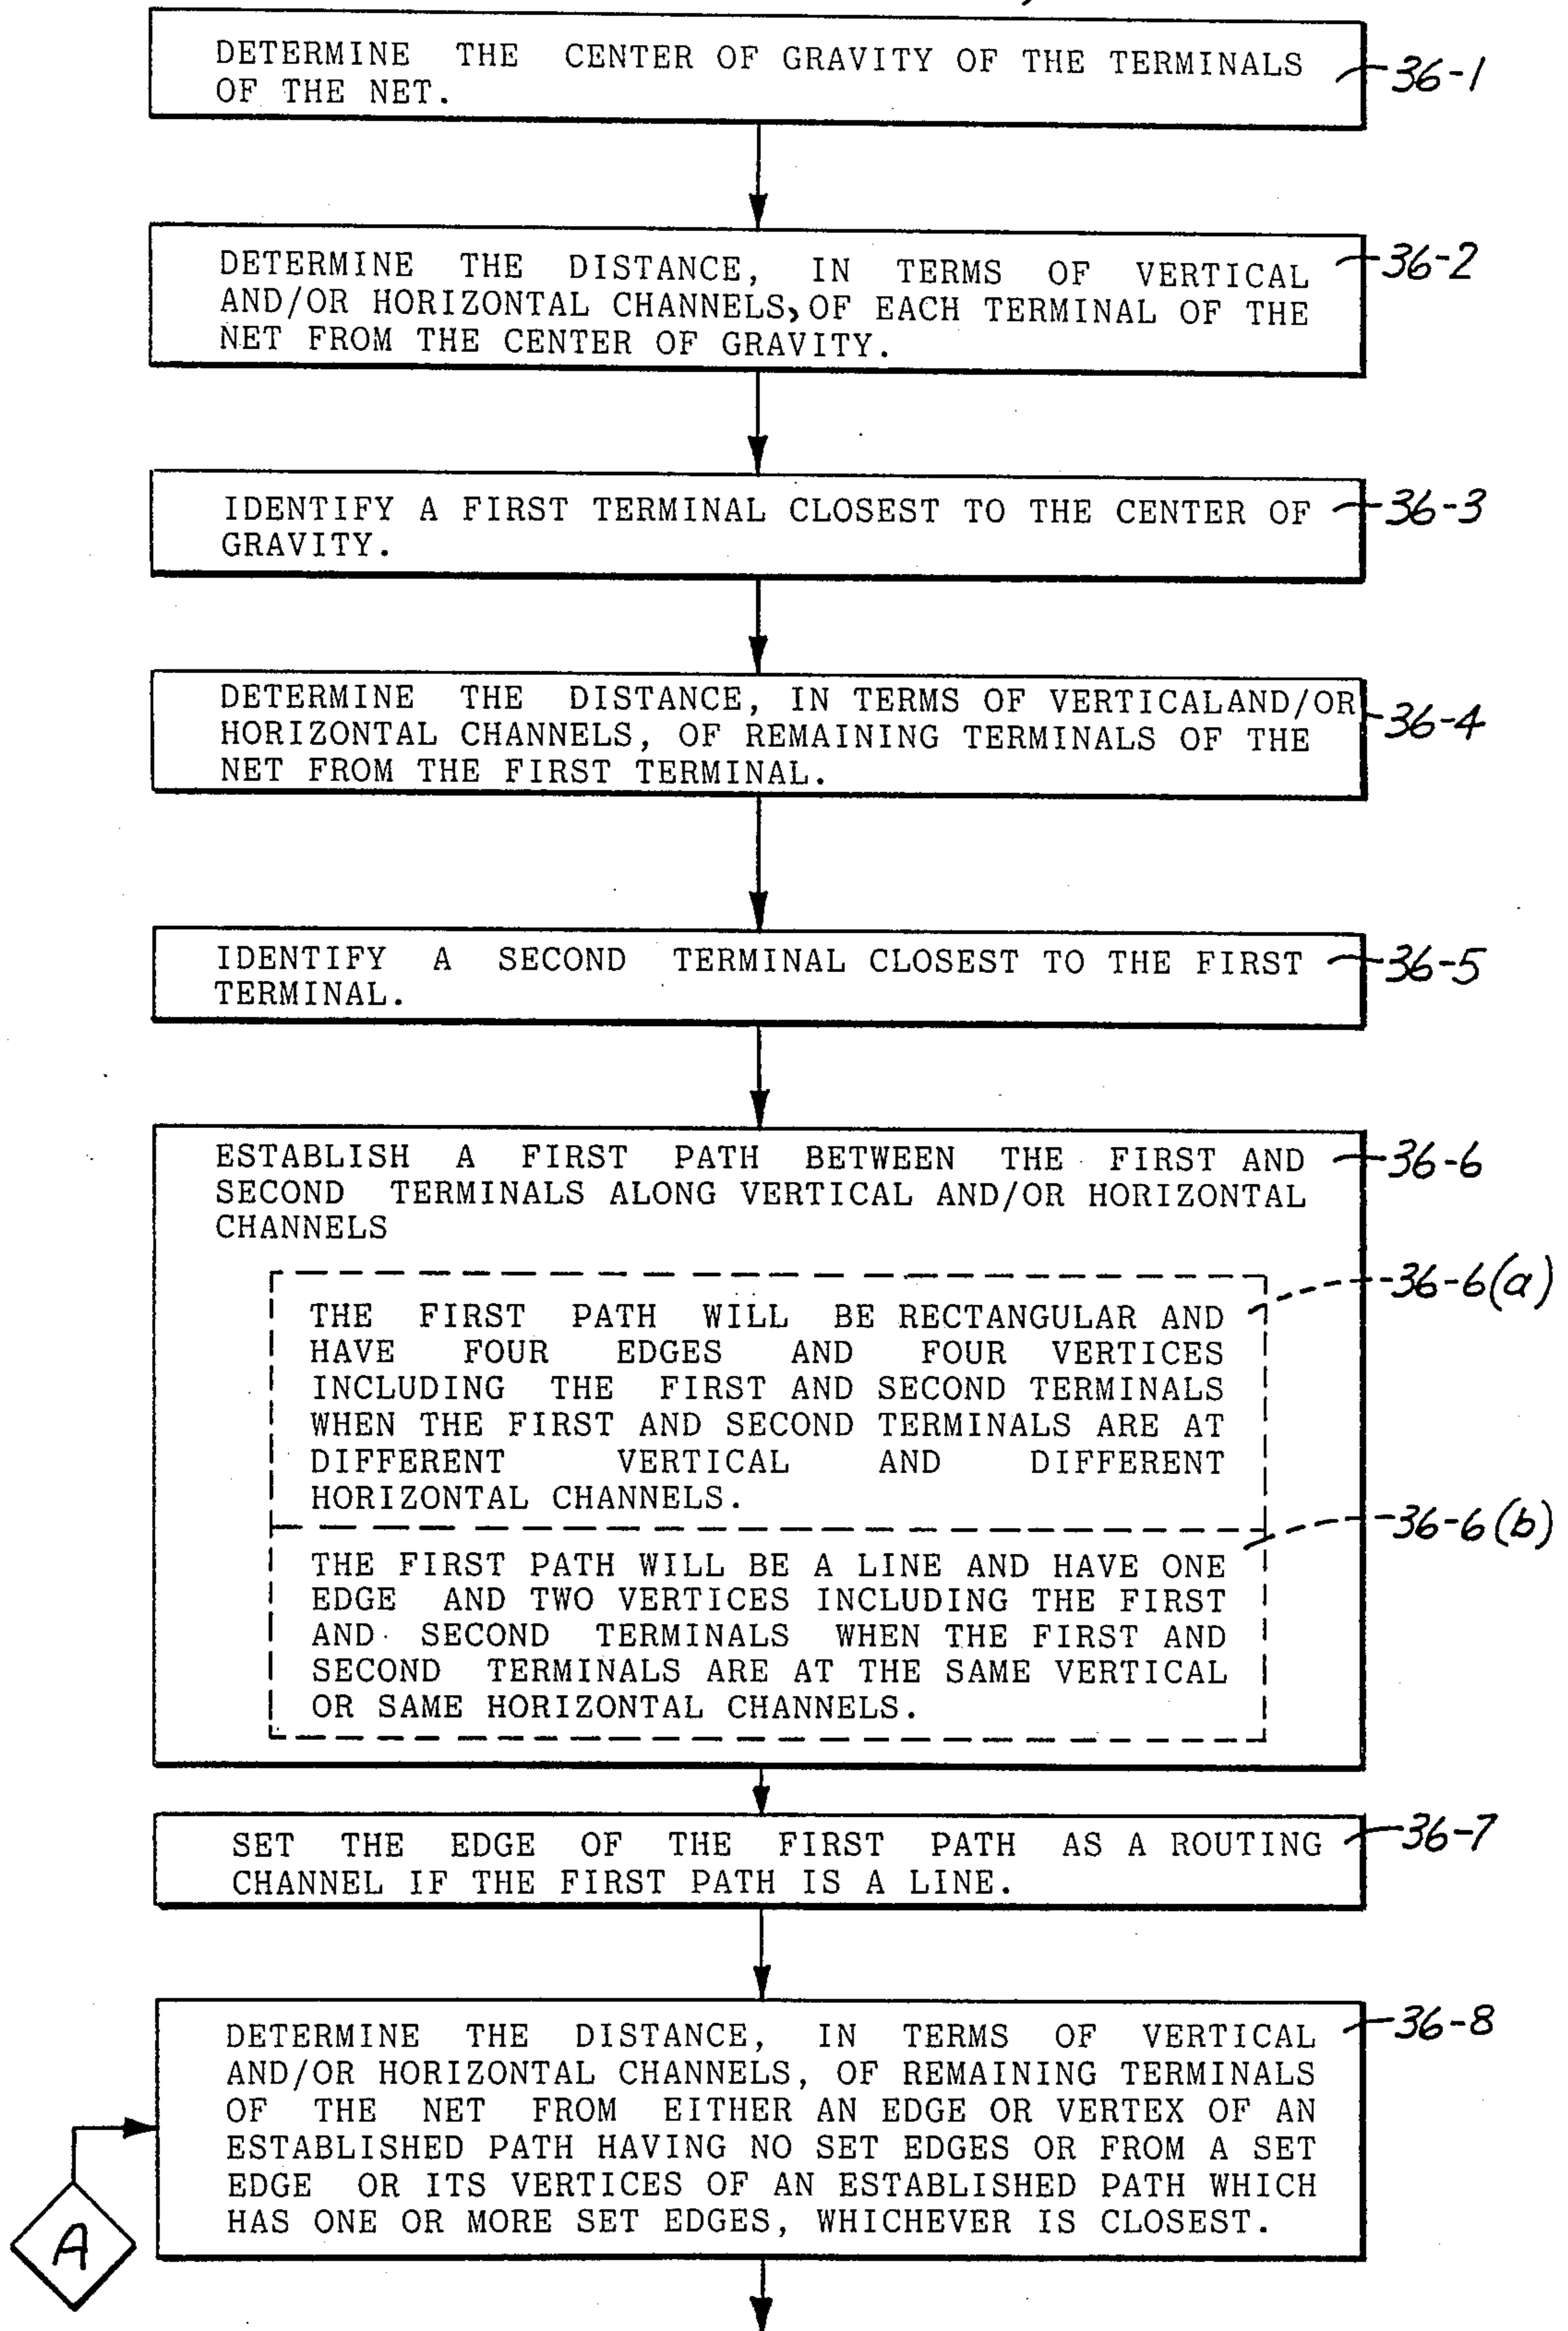 DETERMINE THE CENTER OF GRAVITY OF THE TERMINALS
OF THE NET.
36-1
DETERMINE THE DISTANCE, IN TERMS OF VERTICAL
AND/OR HORIZONTAL CHANNELS, OF EACH TERMINAL OF THE
NET FROM THE CENTER OF GRAVITY.
36-2
IDENTIFY A FIRST TERMINAL CLOSEST TO THE CENTER OF
GRAVITY.
36-3
DETERMINE THE DISTANCE, IN TERMS OF VERTICALAND/OR
HORIZONTAL CHANNELS, OF REMAINING TERMINALS OF THE
NET FROM THE FIRST TERMINAL.
36-4
IDENTIFY A SECOND TERMINAL CLOSEST TO THE FIRST
TERMINAL.
36-5
ESTABLISH A FIRST PATH BETWEEN THE FIRST AND
SECOND TERMINALS ALONG VERTICAL AND/OR HORIZONTAL
CHANNELS
36-6
THE FIRST PATH WILL BE RECTANGULAR AND
HAVE FOUR EDGES AND FOUR VERTICES
INCLUDING THE FIRST AND SECOND TERMINALS
WHEN THE FIRST AND SECOND TERMINALS ARE AT
DIFFERENT VERTICAL AND DIFFERENT
HORIZONTAL CHANNELS.
36-6(a)
THE FIRST PATH WILL BE A LINE AND HAVE ONE
EDGE AND TWO VERTICES INCLUDING THE FIRST
AND SECOND TERMINALS WHEN THE FIRST AND
SECOND TERMINALS ARE AT THE SAME VERTICAL
OR SAME HORIZONTAL CHANNELS.
36-6(b)
SET THE EDGE OF THE FIRST PATH AS A ROUTING
CHANNEL IF THE FIRST PATH IS A LINE.
36-7
DETERMINE THE DISTANCE, IN TERMS OF VERTICAL
AND/OR HORIZONTAL CHANNELS, OF REMAINING TERMINALS
OF THE NET FROM EITHER AN EDGE OR VERTEX OF AN
ESTABLISHED PATH HAVING NO SET EDGES OR FROM A SET
EDGE OR ITS VERTICES OF AN ESTABLISHED PATH WHICH
HAS ONE OR MORE SET EDGES, WHICHEVER IS CLOSEST.
36-8
A